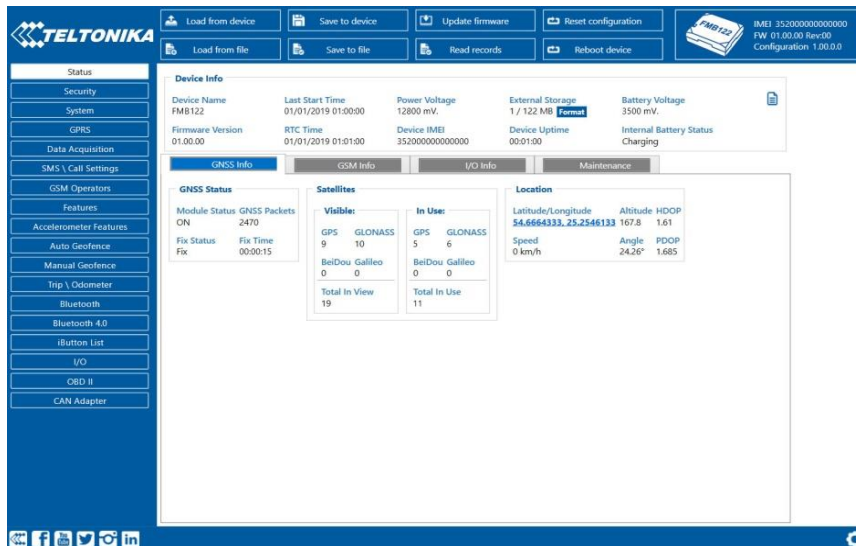 TELTONIKA
Load from device
Save to device
Update firmware
Reset configuration
Load from file
Save to file
Read records
Reboot device
FMB122
IMEI 352000000000000
FW 01.00.00 Rev:00
Configuration 1.00.0.0
Status
Security
System
GPRS
Data Acquisition
SMS \ Call Settings
GSM Operators
Features
Accelerometer Features
Auto Geofence
Manual Geofence
Trip \ Odometer
Bluetooth
Bluetooth 4.0
iButton List
I/O
OBD II
CAN Adapter
Device Info
Device Name Last Start Time Power Voltage External Storage Battery Voltage
FMB122 01/01/2019 01:00:00 12800 mV. 1 / 122 MB Format 3500 mV.
Firmware Version RTC Time Device IMEI Device Uptime Internal Battery Status
01.00.00 01/01/2019 01:01:00 352000000000000 00:01:00 Charging
GNSS Info GSM Info I/O Info Maintenance
GNSS Status
Module Status GNSS Packets
ON 2470
Fix Status Fix Time
Fix 00:00:15
Satellites
Visible:
GPS GLONASS
9 10
BeiDou Galileo
0 0
Total In View
19
In Use:
GPS GLONASS
5 6
BeiDou Galileo
0 0
Total In Use
11
Location
Latitude/Longitude Altitude HDOP
54.6664333, 25.2546133 167.8 1.61
Speed Angle PDOP
0 km/h 24.26° 1.685